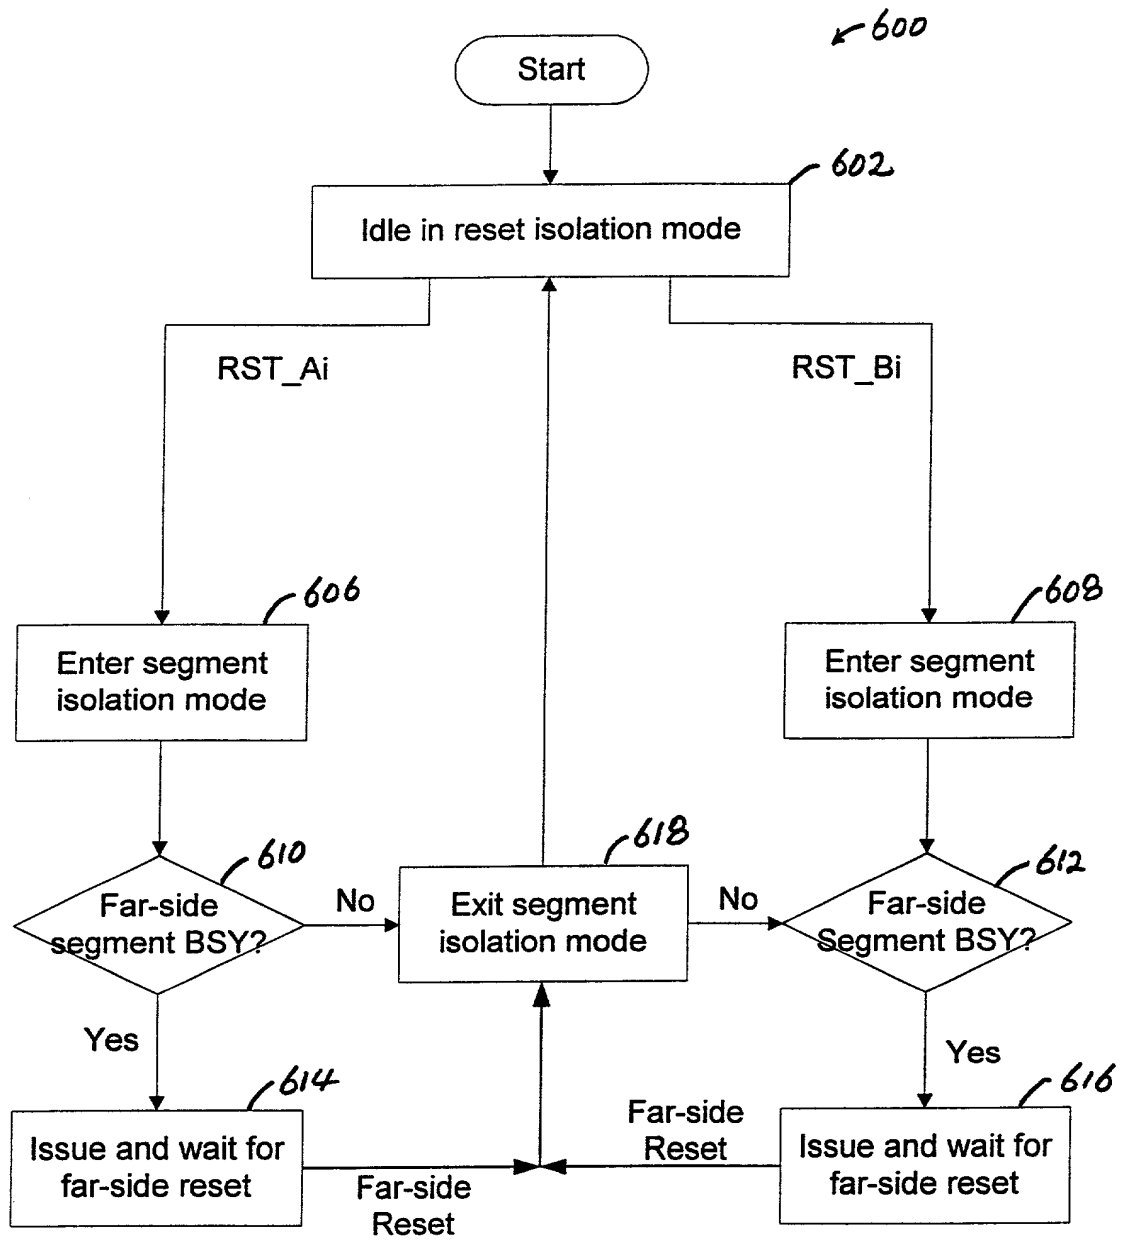 600
Start
602
Idle in reset isolation mode
RST_Ai
RST_Bi
606
608
Enter segment
isolation mode
Enter segment
isolation mode
610
618
612
Far-side
segment BSY?
No
Exit segment
isolation mode
No
Far-side
Segment BSY?
Yes
Yes
614
616
Issue and wait for
far-side reset
Far-side
Reset
Far-side
Reset
Issue and wait for
far-side reset